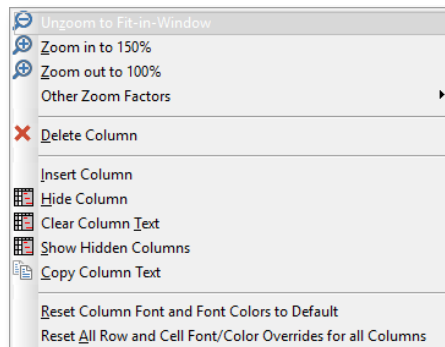 Unzoom to Fit-in-Window
Zoom in to 150%
Zoom out to 100%
Other Zoom Factors
Delete Column
Insert Column
Hide Column
Clear Column Text
Show Hidden Columns
Copy Column Text
Reset Column Font and Font Colors to Default
Reset All Row and Cell Font/Color Overrides for all Columns